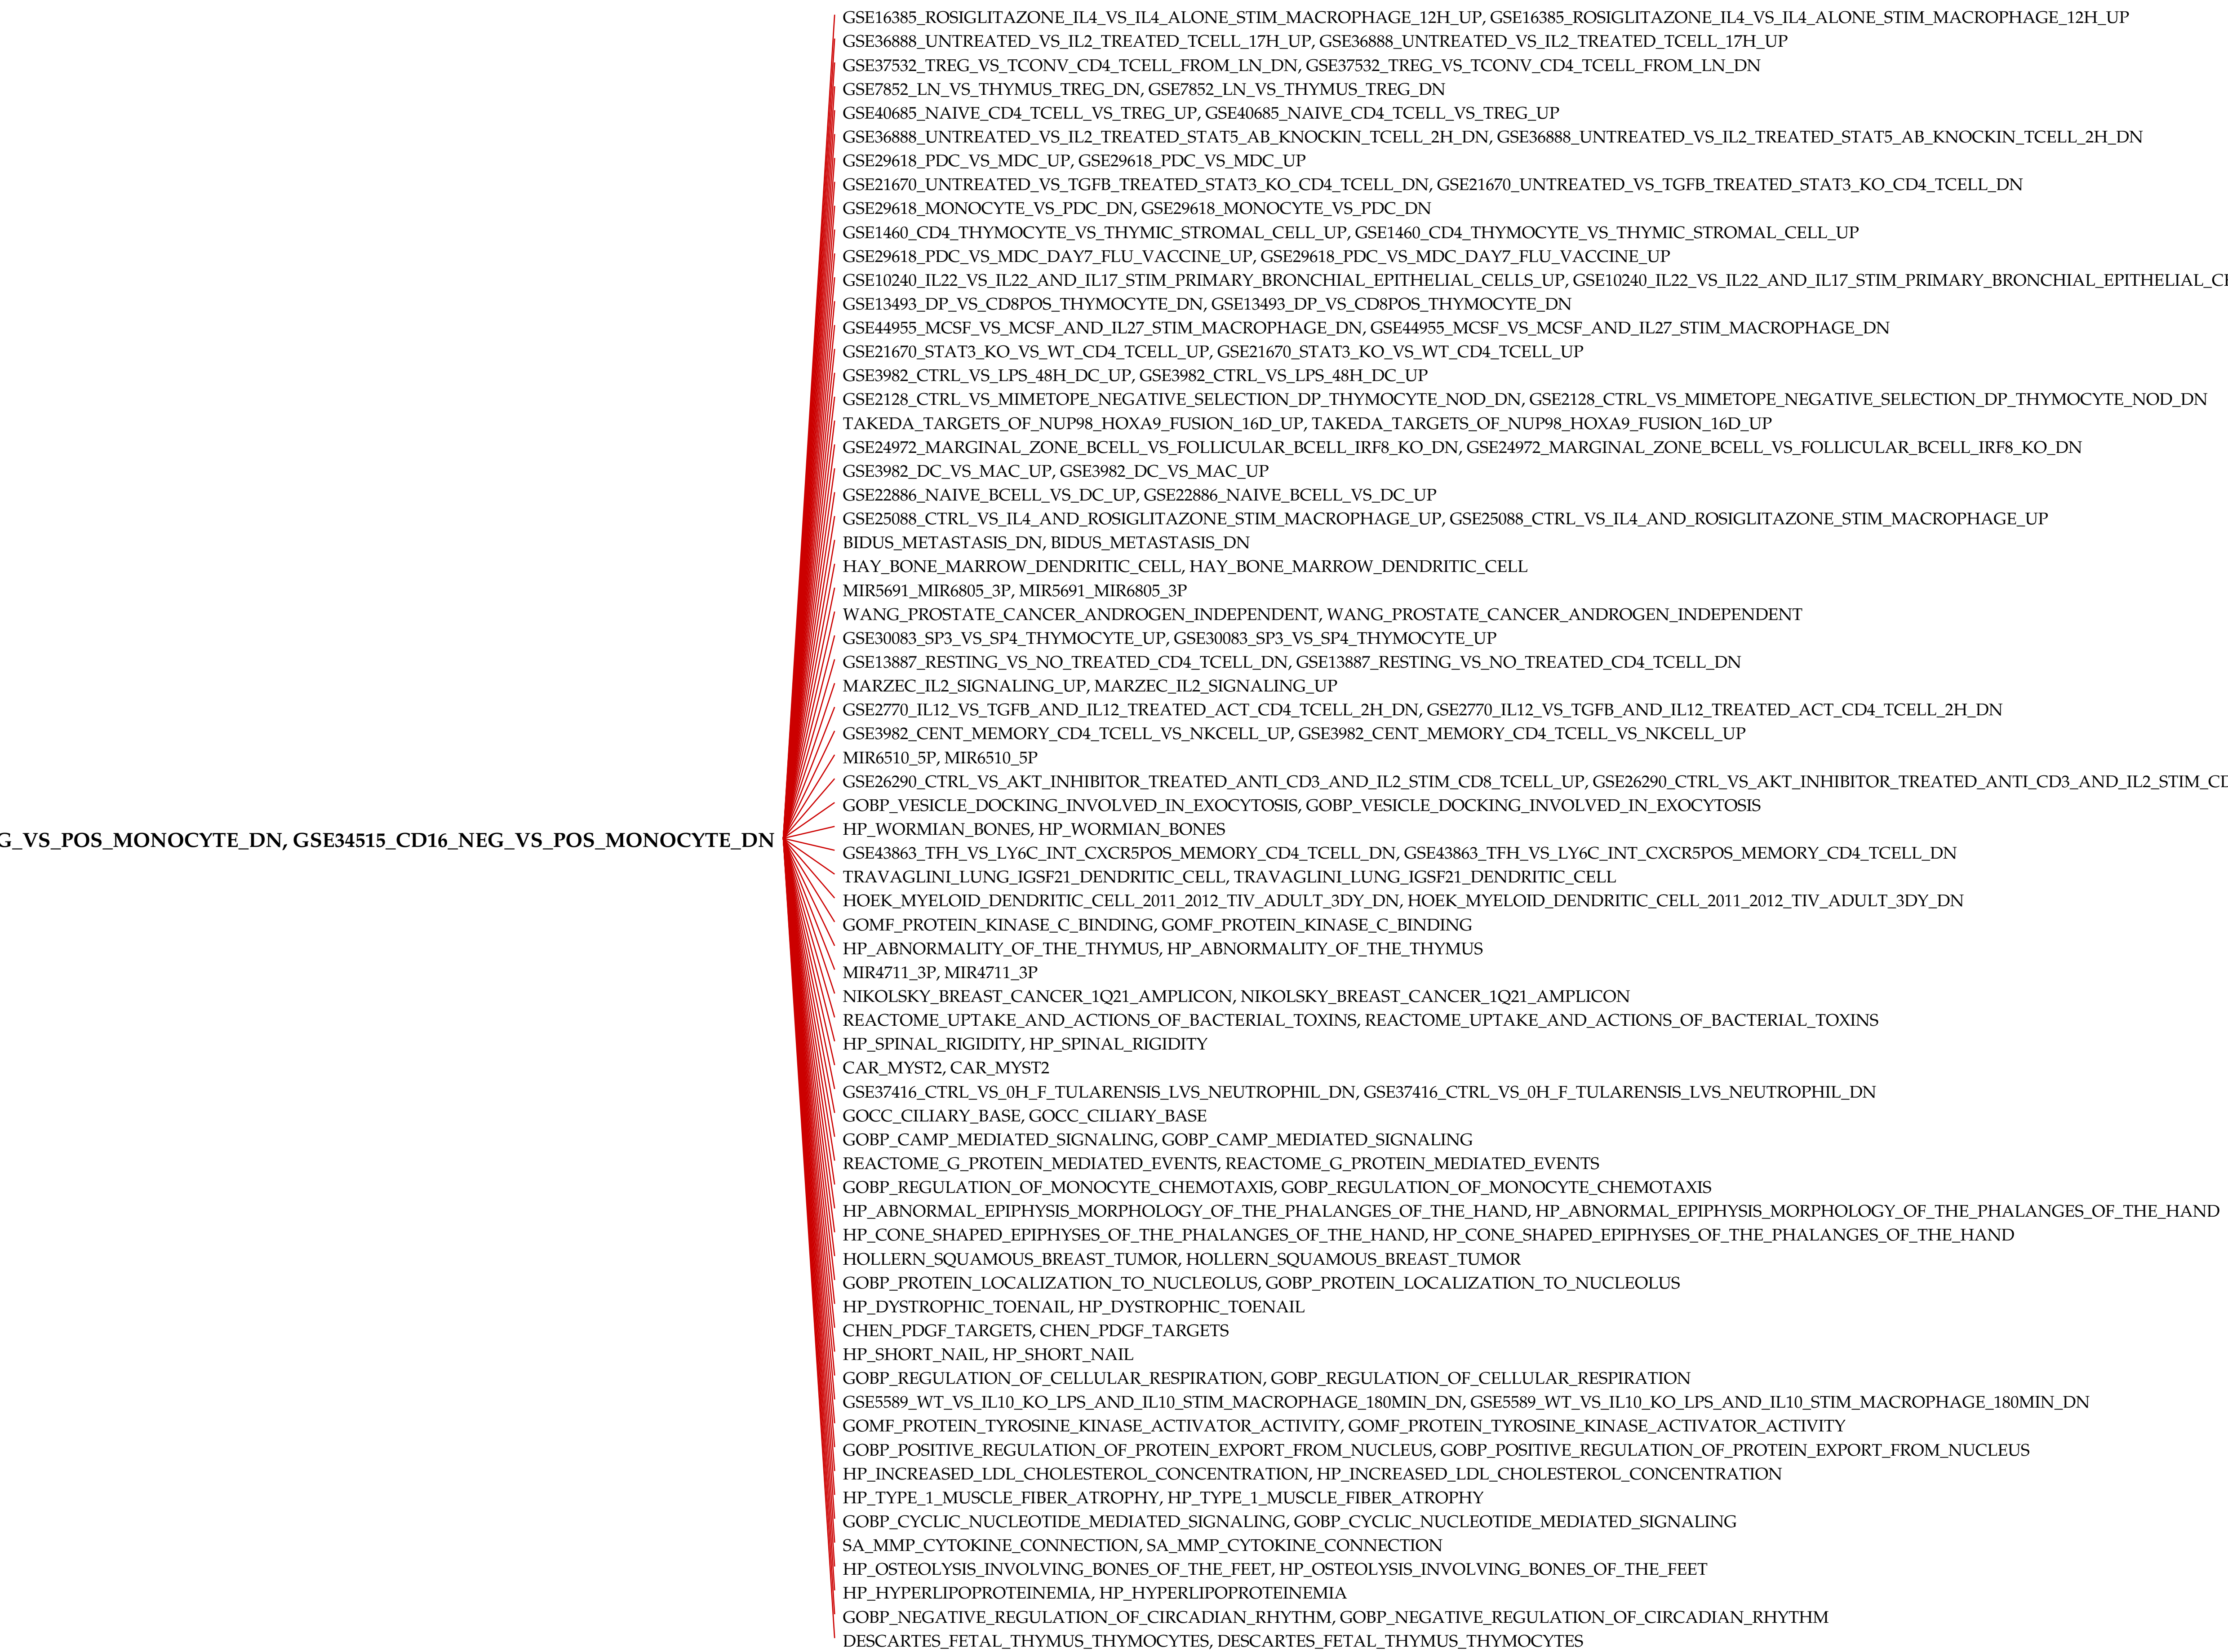 GSE16385_ROSIGLITAZONE_IL4_VS_IL4_ALONE_STIM_MACROPHAGE_12H_UP, GSE16385_ROSIGLITAZONE_IL4_VS_IL4_ALONE_STIM_MACROPHAGE_12H_UP
GSE36888_UNTREATED_VS_IL2_TREATED_TCELL_17H_UP, GSE36888_UNTREATED_VS_IL2_TREATED_TCELL_17H_UP
GSE37532_TREG_VS_TCONV_CD4_TCELL_FROM_LN_DN, GSE37532_TREG_VS_TCONV_CD4_TCELL_FROM_LN_DN
GSE7852_LN_VS_THYMUS_TREG_DN, GSE7852_LN_VS_THYMUS_TREG_DN
GSE40685_NAIVE_CD4_TCELL_VS_TREG_UP, GSE40685_NAIVE_CD4_TCELL_VS_TREG_UP
GSE36888_UNTREATED_VS_IL2_TREATED_STAT5_AB_KNOCKIN_TCELL_2H_DN, GSE36888_UNTREATED_VS_IL2_TREATED_STAT5_AB_KNOCKIN_TCELL_2H_DN
GSE29618_PDC_VS_MDC_UP, GSE29618_PDC_VS_MDC_UP
GSE21670_UNTREATED_VS_TGFB_TREATED_STAT3_KO_CD4_TCELL_DN, GSE21670_UNTREATED_VS_TGFB_TREATED_STAT3_KO_CD4_TCELL_DN
GSE29618_MONOCYTE_VS_PDC_DN, GSE29618_MONOCYTE_VS_PDC_DN
GSE1460_CD4_THYMOCYTE_VS_THYMIC_STROMAL_CELL_UP, GSE1460_CD4_THYMOCYTE_VS_THYMIC_STROMAL_CELL_UP
GSE29618_PDC_VS_MDC_DAY7_FLU_VACCINE_UP, GSE29618_PDC_VS_MDC_DAY7_FLU_VACCINE_UP
GSE10240_IL22_VS_IL22_AND_IL17_STIM_PRIMARY_BRONCHIAL_EPITHELIAL_CELLS_UP, GSE10240_IL22_VS_IL22_AND_IL17_STIM_PRIMARY_BRONCHIAL_EPITHELIAL_CE
GSE13493_DP_VS_CD8POS_THYMOCYTE_DN, GSE13493_DP_VS_CD8POS_THYMOCYTE_DN
GSE44955_MCSF_VS_MCSF_AND_IL27_STIM_MACROPHAGE_DN, GSE44955_MCSF_VS_MCSF_AND_IL27_STIM_MACROPHAGE_DN
GSE21670_STAT3_KO_VS_WT_CD4_TCELL_UP, GSE21670_STAT3_KO_VS_WT_CD4_TCELL_UP
GSE3982_CTRL_VS_LPS_48H_DC_UP, GSE3982_CTRL_VS_LPS_48H_DC_UP
GSE2128_CTRL_VS_MIMETOPE_NEGATIVE_SELECTION_DP_THYMOCYTE_NOD_DN, GSE2128_CTRL_VS_MIMETOPE_NEGATIVE_SELECTION_DP_THYMOCYTE_NOD_DN
TAKEDA_TARGETS_OF_NUP98_HOXA9_FUSION_16D_UP, TAKEDA_TARGETS_OF_NUP98_HOXA9_FUSION_16D_UP
GSE24972_MARGINAL_ZONE_BCELL_VS_FOLLICULAR_BCELL_IRF8_KO_DN, GSE24972_MARGINAL_ZONE_BCELL_VS_FOLLICULAR_BCELL_IRF8_KO_DN
GSE3982_DC_VS_MAC_UP, GSE3982_DC_VS_MAC_UP
GSE22886_NAIVE_BCELL_VS_DC_UP, GSE22886_NAIVE_BCELL_VS_DC_UP
GSE25088_CTRL_VS_IL4_AND_ROSIGLITAZONE_STIM_MACROPHAGE_UP, GSE25088_CTRL_VS_IL4_AND_ROSIGLITAZONE_STIM_MACROPHAGE_UP
BIDUS_METASTASIS_DN, BIDUS_METASTASIS_DN
HAY_BONE_MARROW_DENDRITIC_CELL, HAY_BONE_MARROW_DENDRITIC_CELL
MIR5691_MIR6805_3P, MIR5691_MIR6805_3P
WANG_PROSTATE_CANCER_ANDROGEN_INDEPENDENT, WANG_PROSTATE_CANCER_ANDROGEN_INDEPENDENT
GSE30083_SP3_VS_SP4_THYMOCYTE_UP, GSE30083_SP3_VS_SP4_THYMOCYTE_UP
GSE13887_RESTING_VS_NO_TREATED_CD4_TCELL_DN, GSE13887_RESTING_VS_NO_TREATED_CD4_TCELL_DN
MARZEC_IL2_SIGNALING_UP, MARZEC_IL2_SIGNALING_UP
GSE2770_IL12_VS_TGFB_AND_IL12_TREATED_ACT_CD4_TCELL_2H_DN, GSE2770_IL12_VS_TGFB_AND_IL12_TREATED_ACT_CD4_TCELL_2H_DN
GSE3982_CENT_MEMORY_CD4_TCELL_VS_NKCELL_UP, GSE3982_CENT_MEMORY_CD4_TCELL_VS_NKCELL_UP
MIR6510_5P, MIR6510_5P
GSE26290_CTRL_VS_AKT_INHIBITOR_TREATED_ANTI_CD3_AND_IL2_STIM_CD8_TCELL_UP, GSE26290_CTRL_VS_AKT_INHIBITOR_TREATED_ANTI_CD3_AND_IL2_STIM_CD
GOBP_VESICLE_DOCKING_INVOLVED_IN_EXOCYTOSIS, GOBP_VESICLE_DOCKING_INVOLVED_IN_EXOCYTOSIS
HP_WORMIAN_BONES, HP_WORMIAN_BONES
G_VS_POS_MONOCYTE_DN, GSE34515_CD16_NEG_VS_POS_MONOCYTE_DN
GSE43863_TFH_VS_LY6C_INT_CXCR5POS_MEMORY_CD4_TCELL_DN, GSE43863_TFH_VS_LY6C_INT_CXCR5POS_MEMORY_CD4_TCELL_DN
TRAVAGLINI_LUNG_IGSF21_DENDRITIC_CELL, TRAVAGLINI_LUNG_IGSF21_DENDRITIC_CELL
HOEK_MYELOID_DENDRITIC_CELL_2011_2012_TIV_ADULT_3DY_DN, HOEK_MYELOID_DENDRITIC_CELL_2011_2012_TIV_ADULT_3DY_DN
GOMF_PROTEIN_KINASE_C_BINDING, GOMF_PROTEIN_KINASE_C_BINDING
HP_ABNORMALITY_OF_THE_THYMUS, HP_ABNORMALITY_OF_THE_THYMUS
MIR4711_3P, MIR4711_3P
NIKOLSKY_BREAST_CANCER_1Q21_AMPLICON, NIKOLSKY_BREAST_CANCER_1Q21_AMPLICON
REACTOME_UPTAKE_AND_ACTIONS_OF_BACTERIAL_TOXINS, REACTOME_UPTAKE_AND_ACTIONS_OF_BACTERIAL_TOXINS
HP_SPINAL_RIGIDITY, HP_SPINAL_RIGIDITY
CAR_MYST2, CAR_MYST2
GSE37416_CTRL_VS_0H_F_TULARENSIS_LVS_NEUTROPHIL_DN, GSE37416_CTRL_VS_0H_F_TULARENSIS_LVS_NEUTROPHIL_DN
GOCC_CILIARY_BASE, GOCC_CILIARY_BASE
GOBP_CAMP_MEDIATED_SIGNALING, GOBP_CAMP_MEDIATED_SIGNALING
REACTOME_G_PROTEIN_MEDIATED_EVENTS, REACTOME_G_PROTEIN_MEDIATED_EVENTS
GOBP_REGULATION_OF_MONOCYTE_CHEMOTAXIS, GOBP_REGULATION_OF_MONOCYTE_CHEMOTAXIS
HP_ABNORMAL_EPIPHYSIS_MORPHOLOGY_OF_THE_PHALANGES_OF_THE_HAND, HP_ABNORMAL_EPIPHYSIS_MORPHOLOGY_OF_THE_PHALANGES_OF_THE_HAND
HP_CONE_SHAPED_EPIPHYSES_OF_THE_PHALANGES_OF_THE_HAND, HP_CONE_SHAPED_EPIPHYSES_OF_THE_PHALANGES_OF_THE_HAND
HOLLERN_SQUAMOUS_BREAST_TUMOR, HOLLERN_SQUAMOUS_BREAST_TUMOR
GOBP_PROTEIN_LOCALIZATION_TO_NUCLEOLUS, GOBP_PROTEIN_LOCALIZATION_TO_NUCLEOLUS
HP_DYSTROPHIC_TOENAIL, HP_DYSTROPHIC_TOENAIL
CHEN_PDGF_TARGETS, CHEN_PDGF_TARGETS
HP_SHORT_NAIL, HP_SHORT_NAIL
GOBP_REGULATION_OF_CELLULAR_RESPIRATION, GOBP_REGULATION_OF_CELLULAR_RESPIRATION
GSE5589_WT_VS_IL10_KO_LPS_AND_IL10_STIM_MACROPHAGE_180MIN_DN, GSE5589_WT_VS_IL10_KO_LPS_AND_IL10_STIM_MACROPHAGE_180MIN_DN
GOMF_PROTEIN_TYROSINE_KINASE_ACTIVATOR_ACTIVITY, GOMF_PROTEIN_TYROSINE_KINASE_ACTIVATOR_ACTIVITY
GOBP_POSITIVE_REGULATION_OF_PROTEIN_EXPORT_FROM_NUCLEUS, GOBP_POSITIVE_REGULATION_OF_PROTEIN_EXPORT_FROM_NUCLEUS
HP_INCREASED_LDL_CHOLESTEROL_CONCENTRATION, HP_INCREASED_LDL_CHOLESTEROL_CONCENTRATION
HP_TYPE_1_MUSCLE_FIBER_ATROPHY, HP_TYPE_1_MUSCLE_FIBER_ATROPHY
GOBP_CYCLIC_NUCLEOTIDE_MEDIATED_SIGNALING, GOBP_CYCLIC_NUCLEOTIDE_MEDIATED_SIGNALING
SA_MMP_CYTOKINE_CONNECTION, SA_MMP_CYTOKINE_CONNECTION
HP_OSTEOLYSIS_INVOLVING_BONES_OF_THE_FEET, HP_OSTEOLYSIS_INVOLVING_BONES_OF_THE_FEET
HP_HYPERLIPOPROTEINEMIA, HP_HYPERLIPOPROTEINEMIA
GOBP_NEGATIVE_REGULATION_OF_CIRCADIAN_RHYTHM, GOBP_NEGATIVE_REGULATION_OF_CIRCADIAN_RHYTHM
DESCARTES_FETAL_THYMUS_THYMOCYTES, DESCARTES_FETAL_THYMUS_THYMOCYTES